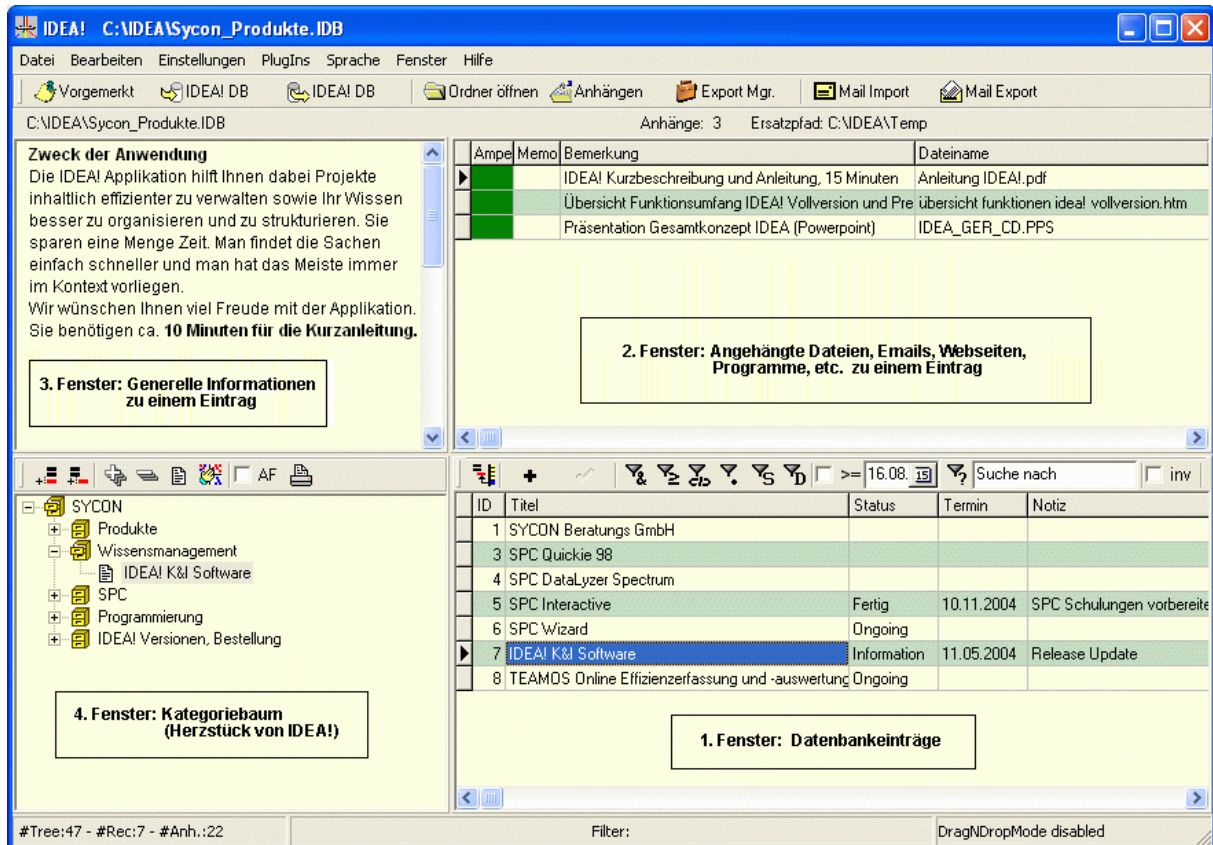 IDEA! C:\IDEA\Sycon_Produkte.IDB
Datei Bearbeiten Einstellungen PlugIns Sprache Fenster Hilfe
Vorgemerkt IDEA! DB IDEA! DB Ordner öffnen Anhängen Export Mgr. Mail Import Mail Export
C:\IDEA\Sycon_Produkte.IDB Anhänge: 3 Ersatzpfad: C:\IDEA\Temp
Zweck der Anwendung
Die IDEA! Applikation hilft Ihnen dabei Projekte
inhaltlich effizienter zu verwalten sowie Ihr Wissen
besser zu organisieren und zu strukturieren. Sie
sparen eine Menge Zeit. Man findet die Sachen
einfach schneller und man hat das Meiste immer
im Kontext vorliegen.
Wir wünschen Ihnen viel Freude mit der Applikation.
Sie benötigen ca. 10 Minuten für die Kurzanleitung.
3. Fenster: Generelle Informationen
zu einem Eintrag
Ampe Memo Bemerkung Dateiname
IDEA! Kurzbeschreibung und Anleitung, 15 Minuten Anleitung IDEA!.pdf
Übersicht Funktionsumfang IDEA! Vollversion und Pre übersicht funktionen idea! vollversion.htm
Präsentation Gesamtkonzept IDEA (Powerpoint) IDEA_GER_CD.PPS
2. Fenster: Angehängte Dateien, Emails, Webseiten,
Programme, etc. zu einem Eintrag
AF
SYCON
Produkte
Wissensmanagement
IDEA! K&I Software
SPC
Programmierung
IDEA! Versionen, Bestellung
4. Fenster: Kategoriebaum
(Herzstück von IDEA!)
>= 16.08. 15 Suche nach inv
ID Titel Status Termin Notiz
1 SYCON Beratungs GmbH
3 SPC Quickie 98
4 SPC DataLyzer Spectrum
5 SPC Interactive Fertig 10.11.2004 SPC Schulungen vorbereite
6 SPC Wizard Ongoing
7 IDEA! K&I Software Information 11.05.2004 Release Update
8 TEAMOS Online Effizienzerfassung und -auswertung Ongoing
1. Fenster: Datenbankeinträge
#Tree:47 - #Rec:7 - #Anh.:22 Filter: DragNDropMode disabled